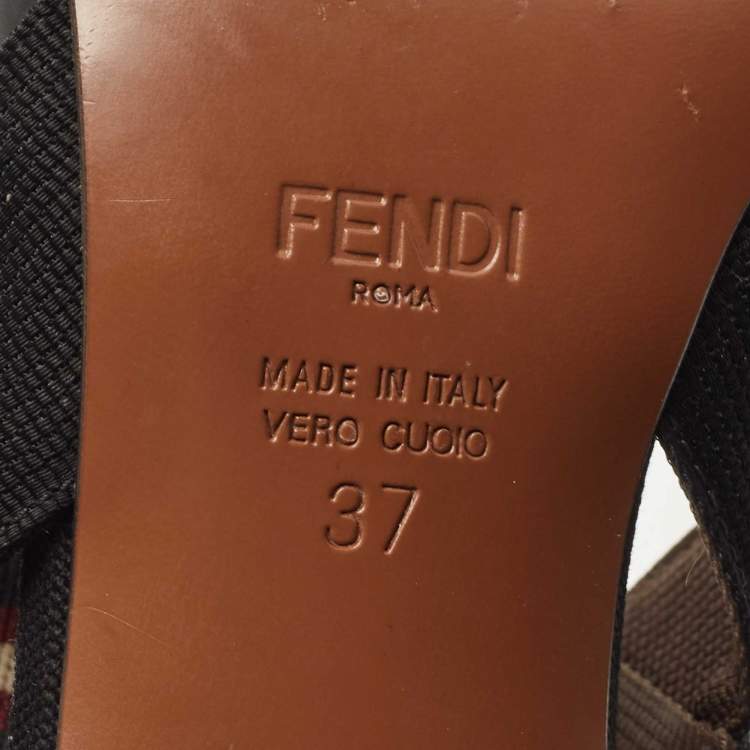 FENDI
ROMA
MADE IN ITALY
VERO CUOIO
37